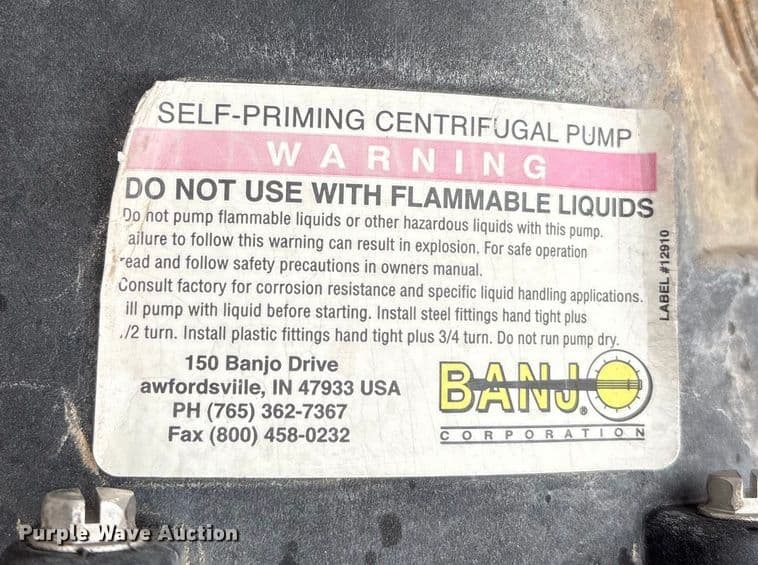 SELF-PRIMING CENTRIFUGAL PUMP
WARNING
DO NOT USE WITH FLAMMABLE LIQUIDS
Do not pump flammable liquids or other hazardous liquids with this pump.
ailure to follow this warning can result in explosion. For safe operation
ead and follow safety precautions in owners manual.
Consult factory for corrosion resistance and specific liquid handling applications.
ill pump with liquid before starting. Install steel fittings hand tight plus
/2 turn. Install plastic fittings hand tight plus 3/4 turn. Do not run pump dry.
150 Banjo Drive
awfordsviile, IN 47933 USA
PH (765) 362-7367
Fax (800) 458-0232
BANJO®
CORPORATION
LABEL #12910
Purple Wave Auction